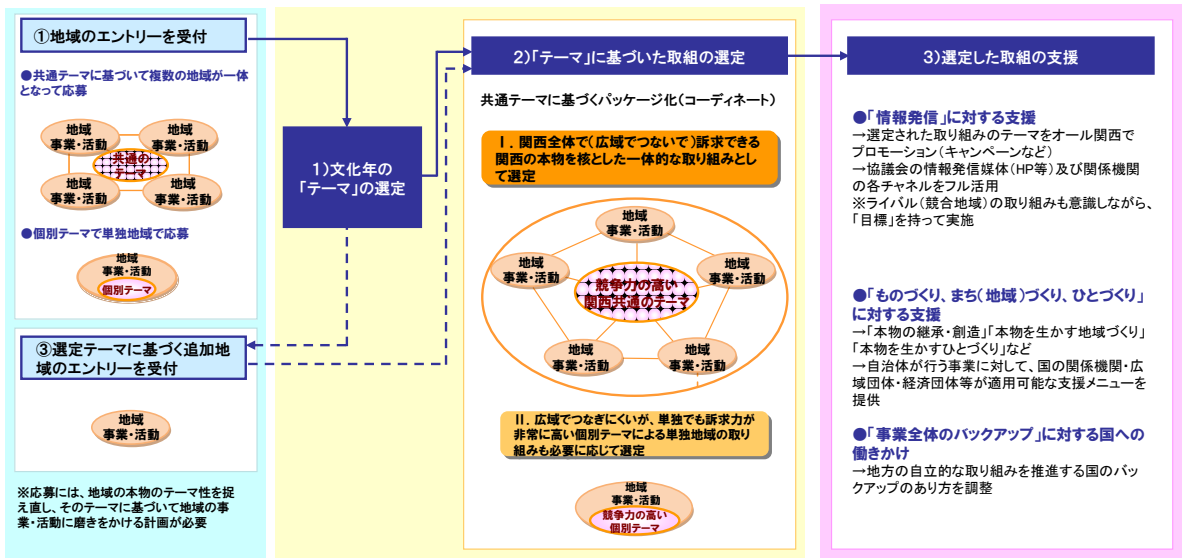 ①地域のエントリーを受付
●共通テーマに基づいて複数の地域が一体
となって応募
地域
事業・活動
地域
事業・活動
共通の
テーマ
地域
事業・活動
地域
事業・活動
●個別テーマで単独地域で応募
地域
事業・活動
個別テーマ
③選定テーマに基づく追加地
域のエントリーを受付
地域
事業・活動
※応募には、地域の本物のテーマ性を捉
え直し、そのテーマに基づいて地域の事
業・活動に磨きをかける計画が必要
1)文化年の
「テーマ」の選定
2)「テーマ」に基づいた取組の選定
共通テーマに基づくパッケージ化(コーディネート)
Ⅰ．関西全体で(広域でつないで)訴求できる
関西の本物を核とした一体的な取り組みとし
て選定
地域
事業・活動
地域
事業・活動
地域
事業・活動
競争力の高い
関西共通のテーマ
地域
事業・活動
地域
事業・活動
Ⅱ．広域でつなぎにくいが、単独でも訴求力が
非常に高い個別テーマによる単独地域の取り
組みも必要に応じて選定
地域
事業・活動
競争力の高い
個別テーマ
3)選定した取組の支援
●「情報発信」に対する支援
→選定された取り組みのテーマをオール関西で
プロモーション(キャンペーンなど)
→協議会の情報発信媒体(HP等)及び関係機関
の各チャネルをフル活用
※ライバル(競合地域)の取り組みも意識しながら、
「目標」を持って実施
●「ものづくり、まち(地域)づくり、ひとづくり」
に対する支援
→「本物の継承・創造」「本物を生かす地域づくり」
「本物を生かすひとづくり」など
→自治体が行う事業に対して、国の関係機関・広
域団体・経済団体等が適用可能な支援メニューを
提供
●「事業全体のバックアップ」に対する国への
働きかけ
→地方の自立的な取り組みを推進する国のバッ
クアップのあり方を調整